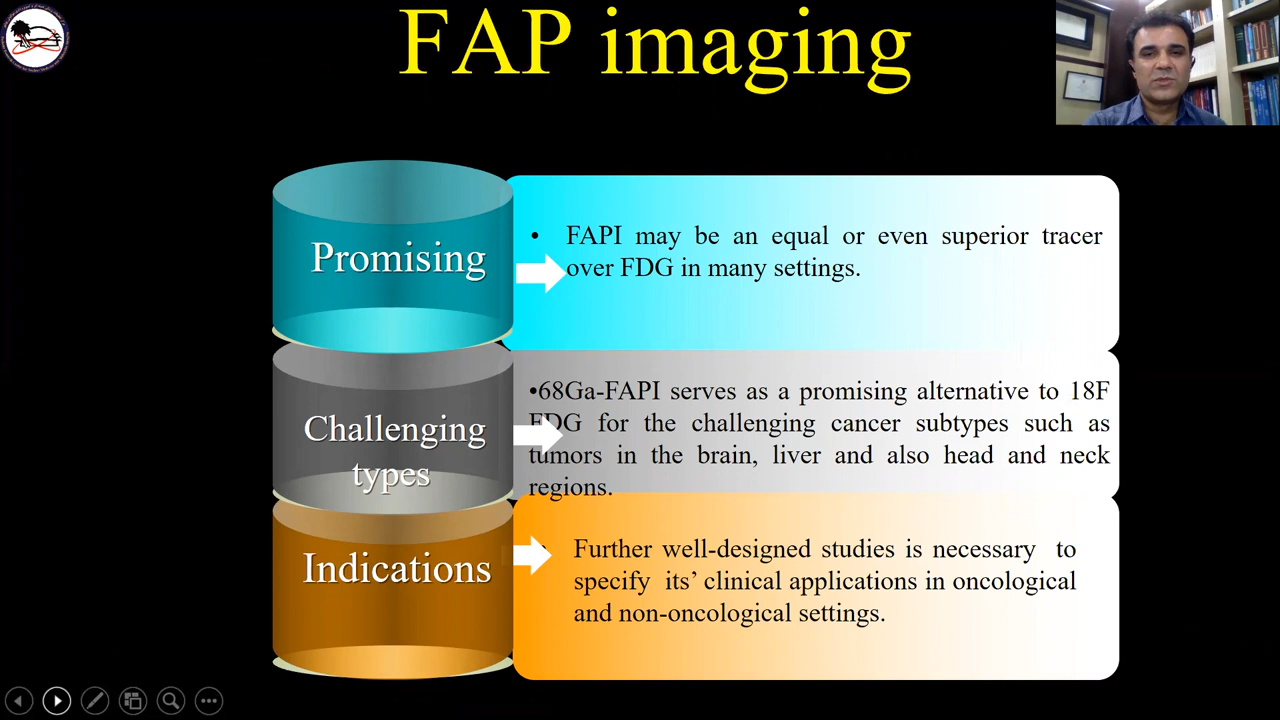 FAP imaging
Promising
• FAPI may be an equal or even superior tracer
over FDG in many settings.
Challenging
types
•68Ga-FAPI serves as a promising alternative to 18F
FDG for the challenging cancer subtypes such as
tumors in the brain, liver and also head and neck
regions.
Indications
Further well-designed studies is necessary to
specify its’ clinical applications in oncological
and non-oncological settings.